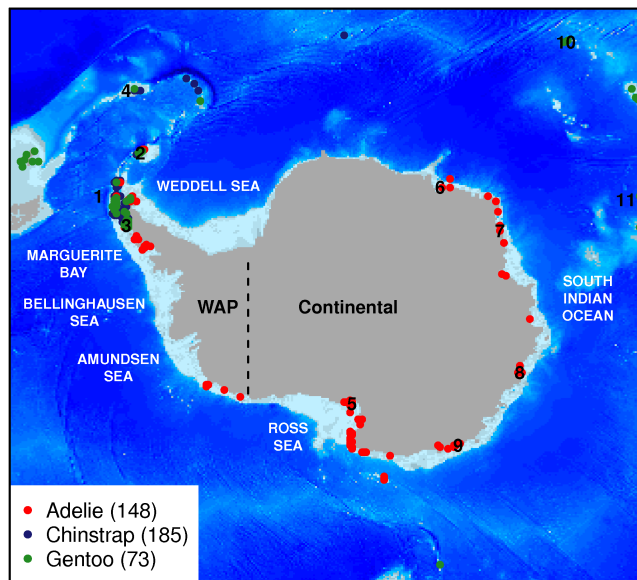 10
4
2
6
WEDDELL SEA
1
11
3
7
MARGUERITE
BAY
SOUTH
INDIAN
OCEAN
BELLINGHAUSEN
SEA
WAP
Continental
AMUNDSEN
SEA
8
5
ROSS
SEA
9
Adelie (148)
Chinstrap (185)
Gentoo (73)